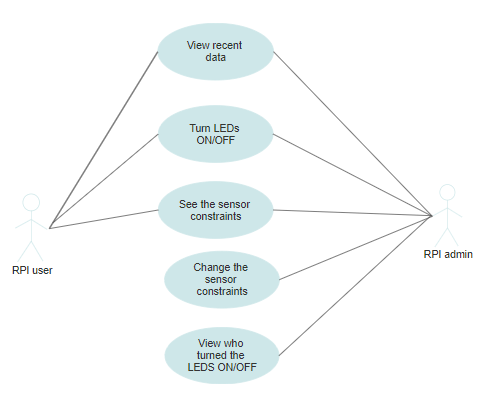 View recent
data
Turn LEDs
ON/OFF
See the sensor
constraints
Change the
sensor
constraints
View who
turned the
LEDS ON/OFF
RPI user
RPI admin